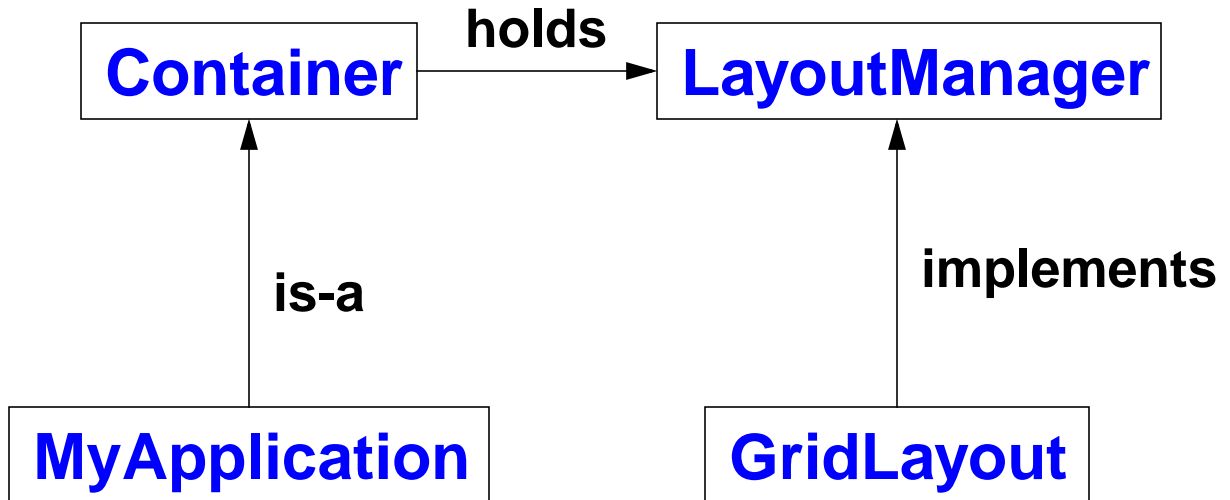 holds
Container
LayoutManager
is-a
implements
MyApplication
GridLayout